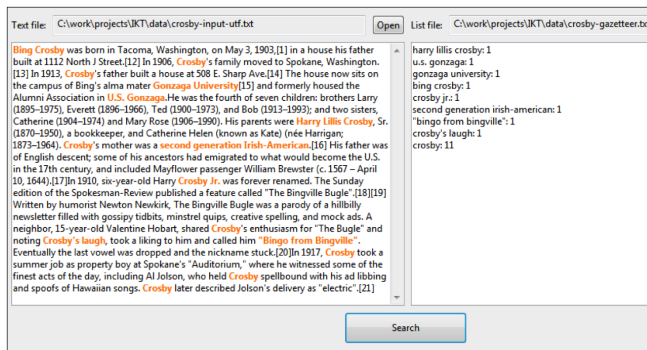 Text file: C:\work\projects\IKT\data\crosby-input-utf.txt Open List file: C:\work\projects\IKT\data\crosby-gazetteer.txt
Bing Crosby was born in Tacoma, Washington, on May 3, 1903,[1] in a house his father
built at 1112 North J Street.[12] In 1906, Crosby's family moved to Spokane, Washington.
[13] In 1913, Crosby's father built a house at 508 E. Sharp Ave.[14] The house now sits on
the campus of Bing's alma mater Gonzaga University[15] and formerly housed the
Alumni Association in U.S. Gonzaga.He was the fourth of seven children: brothers Larry
(1895–1975), Everett (1896–1966), Ted (1900–1973), and Bob (1913–1993); and two sisters,
Catherine (1904–1974) and Mary Rose (1906–1990). His parents were Harry Lillis Crosby, Sr.
(1870–1950), a bookkeeper, and Catherine Helen (known as Kate) (née Harrigan;
1873–1964). Crosby's mother was a second generation Irish-American.[16] His father was
of English descent; some of his ancestors had emigrated to what would become the U.S.
in the 17th century, and included Mayflower passenger William Brewster (c. 1567 – April
10, 1644).[17]In 1910, six-year-old Harry Crosby Jr. was forever renamed. The Sunday
edition of the Spokesman-Review published a feature called "The Bingville Bugle".[18][19]
Written by humorist Newton Newkirk, The Bingville Bugle was a parody of a hillbilly
newsletter filled with gossipy tidbits, minstrel quips, creative spelling, and mock ads. A
neighbor, 15-year-old Valentine Hobart, shared Crosby's enthusiasm for "The Bugle" and
noting Crosby's laugh, took a liking to him and called him "Bingo from Bingville".
Eventually the last vowel was dropped and the nickname stuck.[20]In 1917, Crosby took a
summer job as property boy at Spokane's "Auditorium," where he witnessed some of the
finest acts of the day, including Al Jolson, who held Crosby spellbound with his ad libbing
and spoofs of Hawaiian songs. Crosby later described Jolson's delivery as "electric".[21]
harry lillis crosby: 1
u.s. gonzaga: 1
gonzaga university: 1
bing crosby: 1
crosby jr.: 1
second generation irish-american: 1
"bingo from bingville": 1
crosby's laugh: 1
crosby: 11
Search